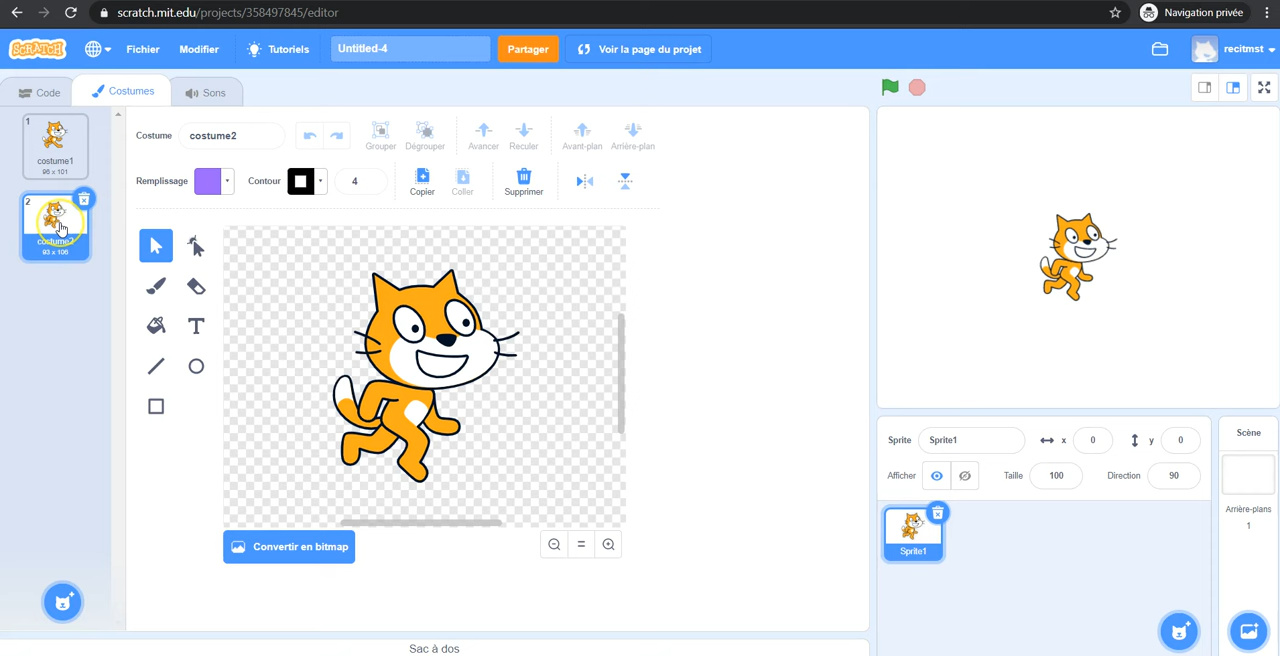 scratch.mit.edu/projects/358497845/editor
Navigation privée
SCRATCH
Fichier
Modifier
Tutoriels
Untitled-4
Partager
Voir la page du projet
recitmst
Code
Costumes
Sons
1
costume1
96 x 101
2
costume2
93 x 106
Costume
costume2
Grouper
Dégrouper
Avancer
Reculer
Avant-plan
Arrière-plan
Remplissage
Contour
4
Copier
Coller
Supprimer
T
Convertir en bitmap
Sac à dos
Sprite
Sprite1
x
0
y
0
Afficher
Taille
100
Direction
90
Sprite1
Scène
Arrière-plans
1